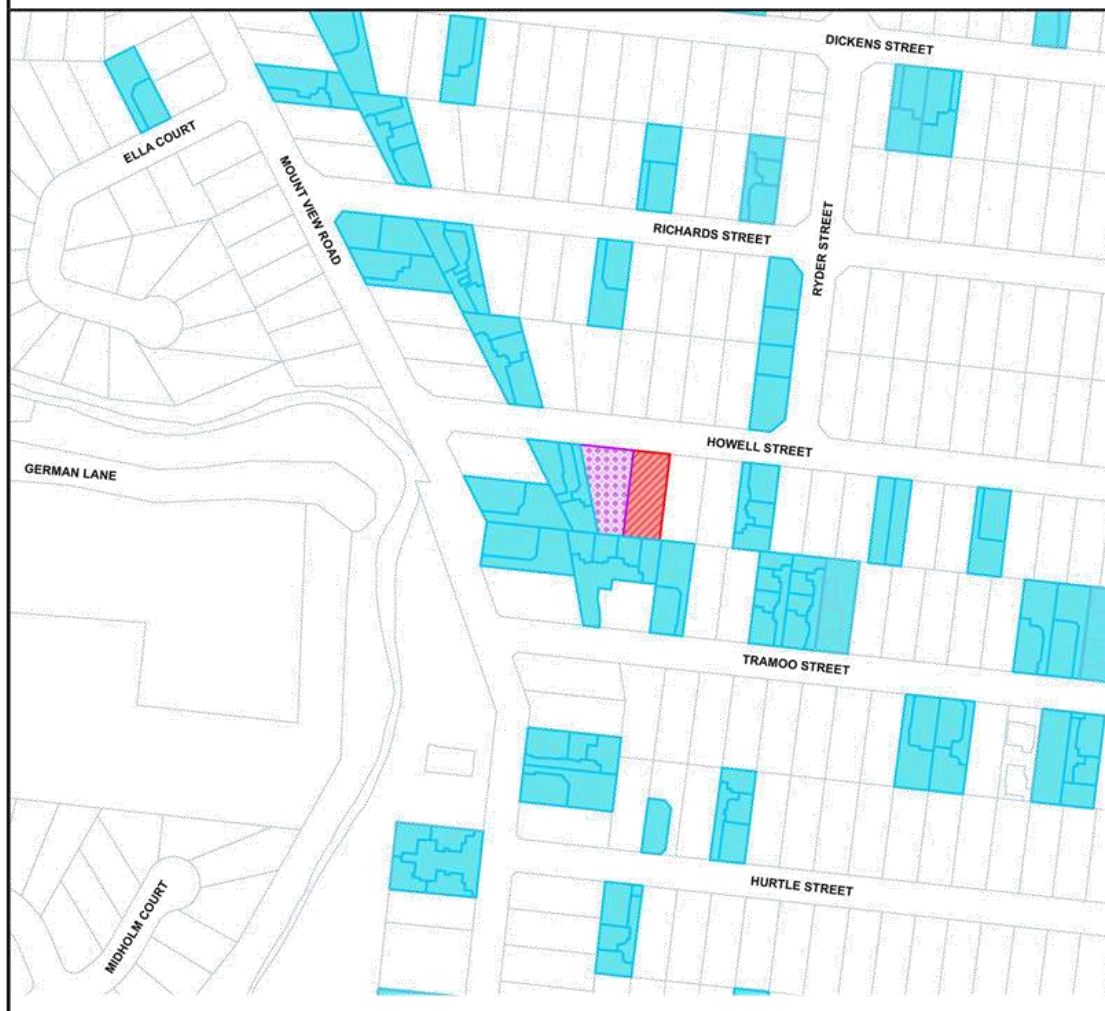 DICKENS STREET
ELLA COURT
MOUNT VIEW ROAD
RICHARDS STREET
RYDER STREET
HOWELL STREET
GERMAN LANE
TRAMOO STREET
HURTLE STREET
MIDHOLM COURT